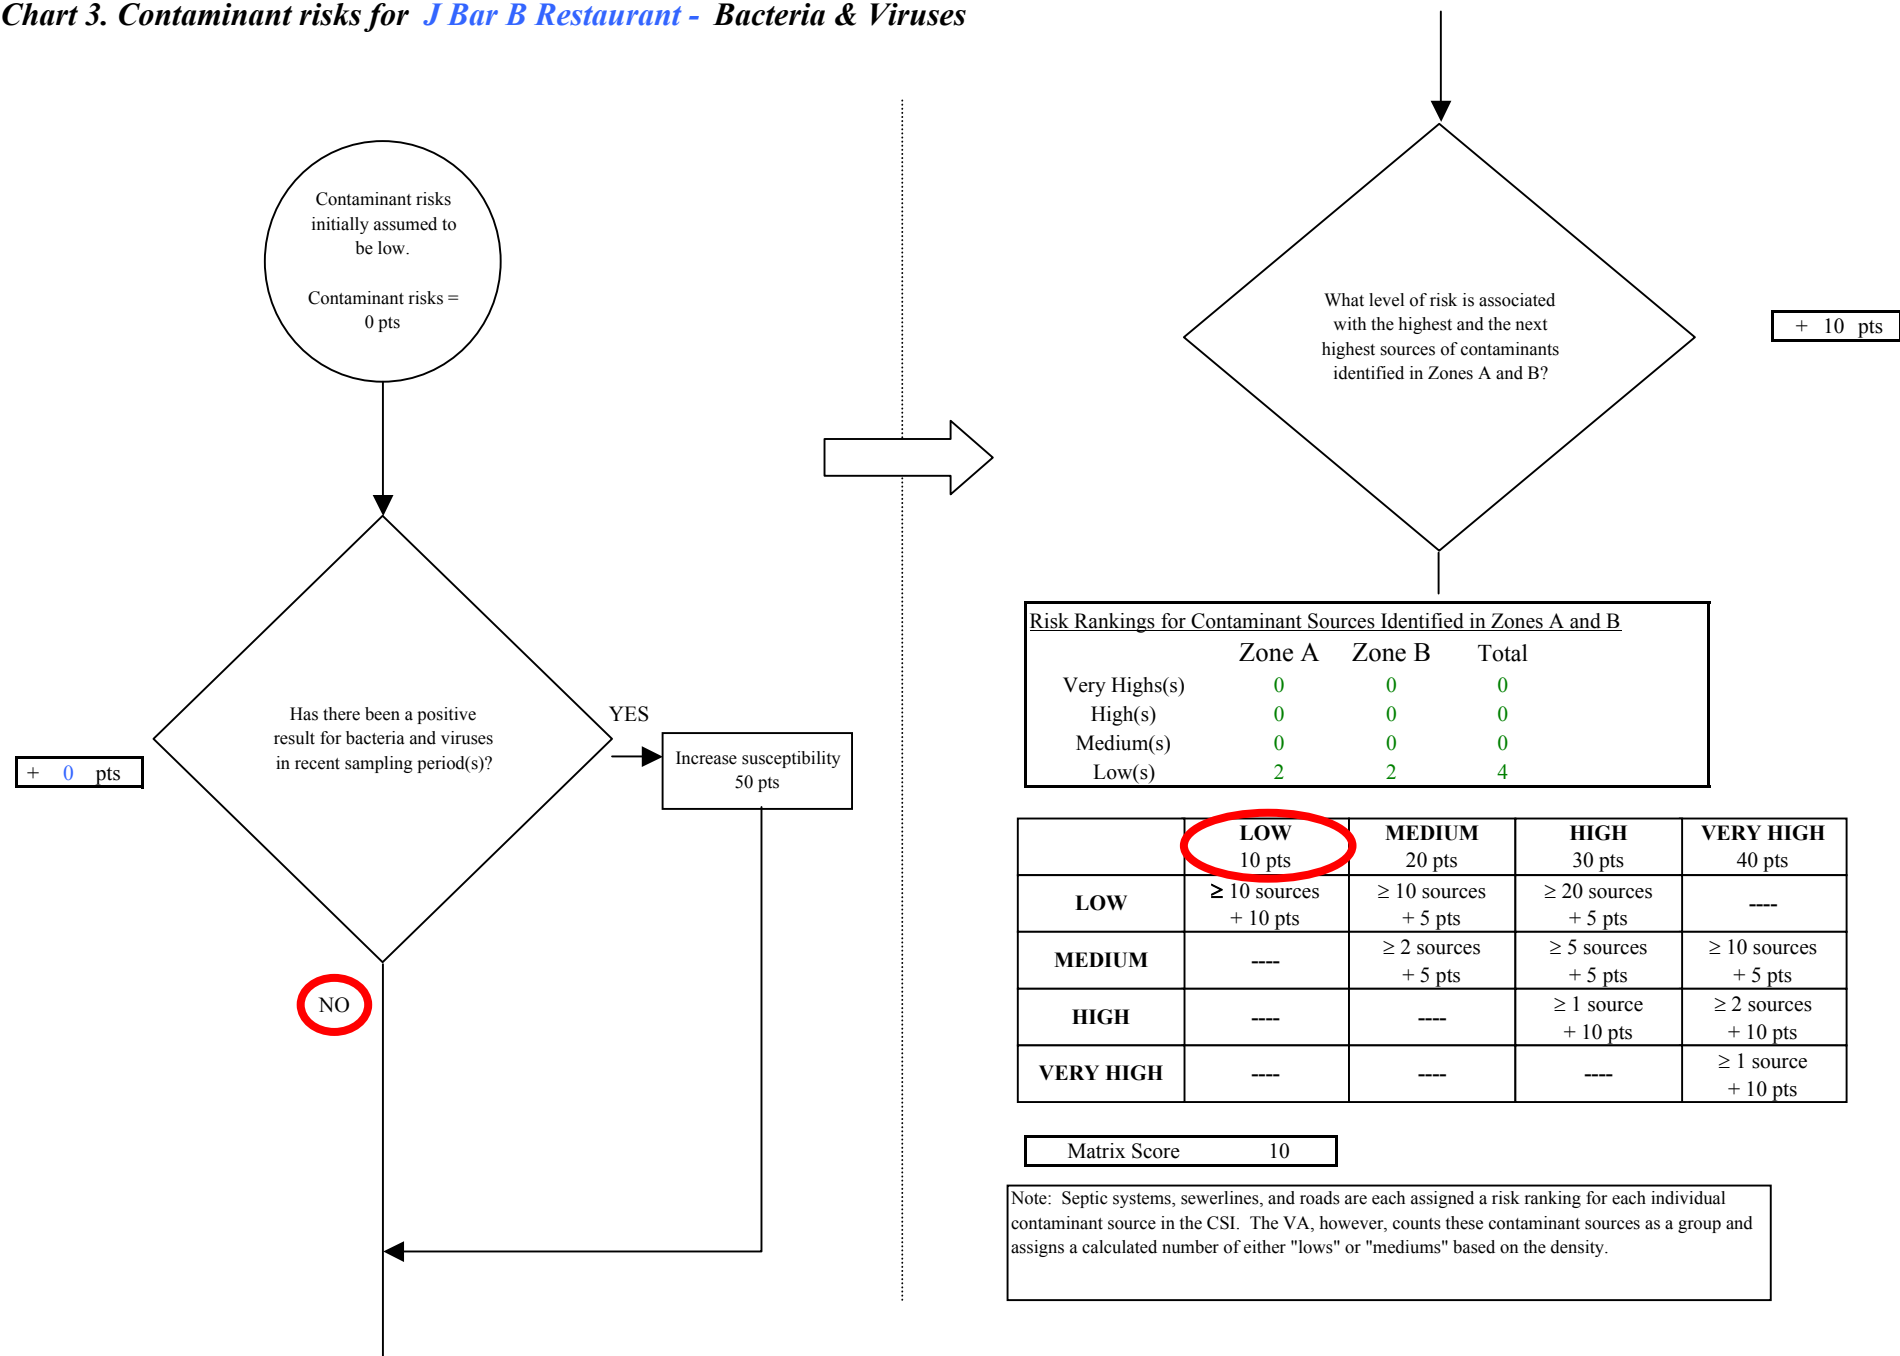 Chart 3. Contaminant risks for J Bar B Restaurant - Bacteria & Viruses
Contaminant risks
initially assumed to
be low.
Contaminant risks =
0 pts
Has there been a positive
result for bacteria and viruses
in recent sampling period(s)?
+ 0 pts
YES
Increase susceptibility
50 pts
NO
What level of risk is associated
with the highest and the next
highest sources of contaminants
identified in Zones A and B?
+ 10 pts
Risk Rankings for Contaminant Sources Identified in Zones A and B
Zone A Zone B Total
Very Highs(s) 0 0 0
High(s) 0 0 0
Medium(s) 0 0 0
Low(s) 2 2 4
LOW MEDIUM HIGH VERY HIGH
10 pts 20 pts 30 pts 40 pts
LOW ≥ 10 sources ≥ 10 sources ≥ 20 sources ----
+ 10 pts + 5 pts + 5 pts
MEDIUM ---- ≥ 2 sources ≥ 5 sources ≥ 10 sources
+ 5 pts + 5 pts + 5 pts
HIGH ---- ---- ≥ 1 source ≥ 2 sources
+ 10 pts + 10 pts
VERY HIGH ---- ---- ---- ≥ 1 source
+ 10 pts
Matrix Score 10
Note: Septic systems, sewerlines, and roads are each assigned a risk ranking for each individual
contaminant source in the CSI. The VA, however, counts these contaminant sources as a group and
assigns a calculated number of either "lows" or "mediums" based on the density.